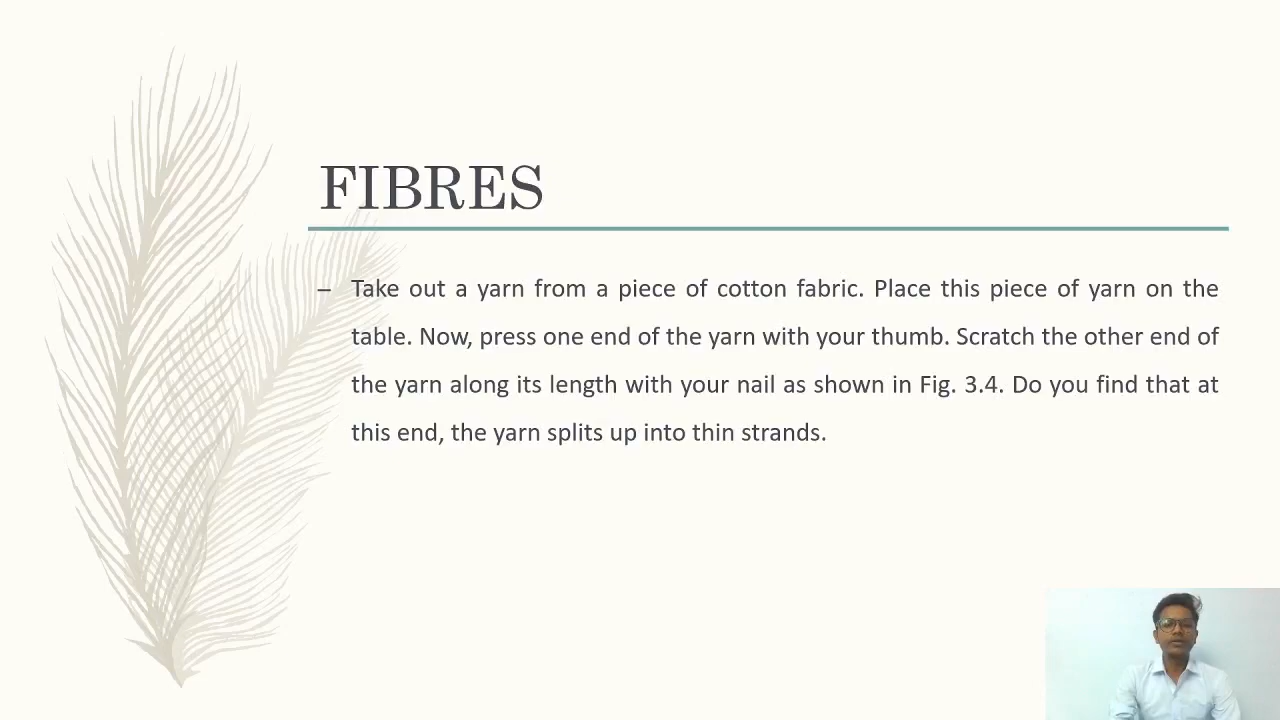 FIBRES
– Take out a yarn from a piece of cotton fabric. Place this piece of yarn on the
table. Now, press one end of the yarn with your thumb. Scratch the other end of
the yarn along its length with your nail as shown in Fig. 3.4. Do you find that at
this end, the yarn splits up into thin strands.